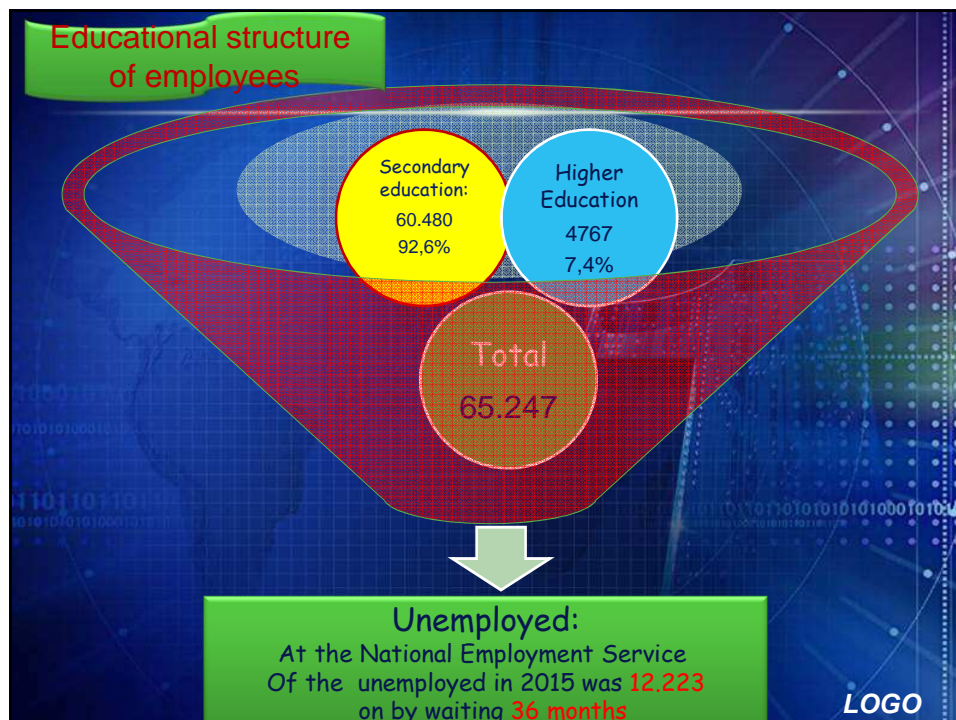 Educational structure
of employees
Secondary
education:
60.480
92,6%
Higher
Education
4767
7,4%
Total
65.247
Unemployed:
At the National Employment Service
Of the unemployed in 2015 was 12.223
on by waiting 36 months
LOGO